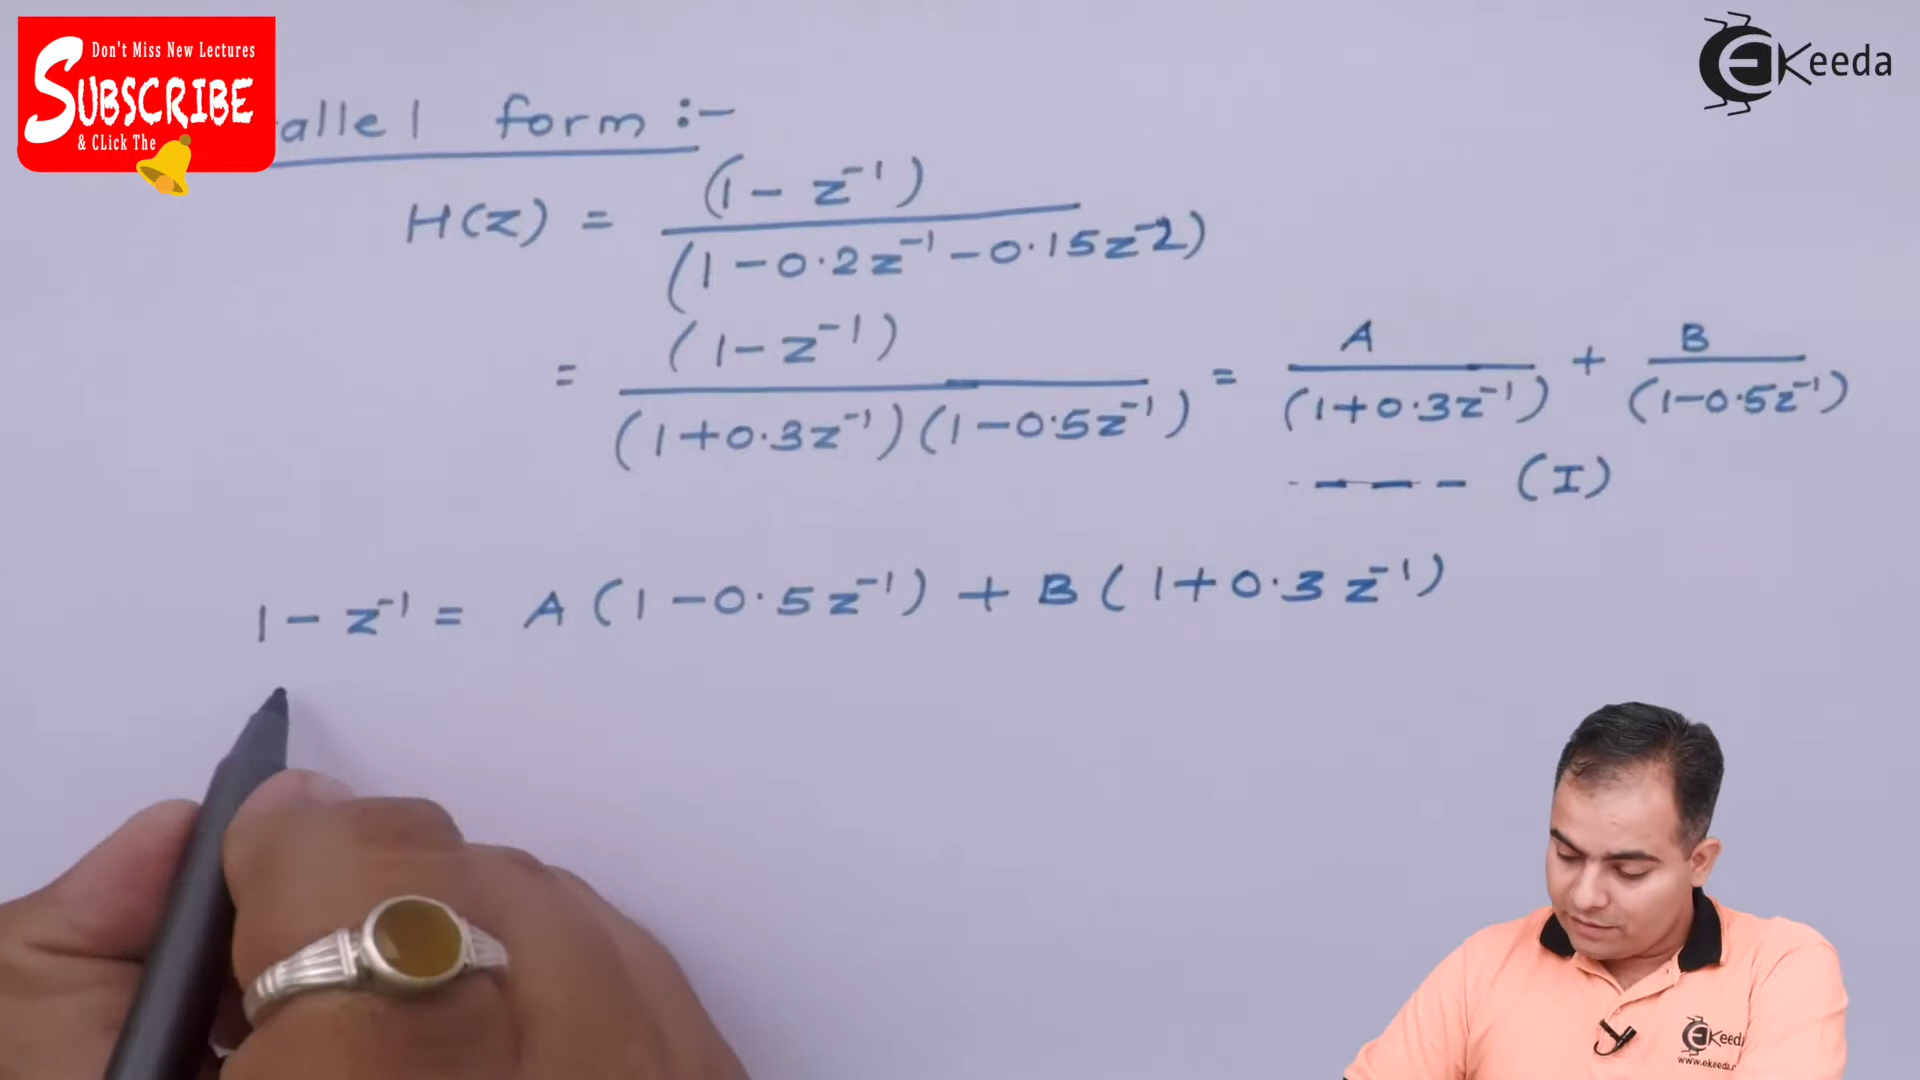 Don't Miss New Lectures
SUBSCRIBE
& CLick The
EKeeda
allel form :-
H(z) = (1 - z⁻¹) / (1 - 0.2z⁻¹ - 0.15z⁻²)
= (1 - z⁻¹) / (1 + 0.3z⁻¹)(1 - 0.5z⁻¹) = A / (1 + 0.3z⁻¹) + B / (1 - 0.5z⁻¹)
---- (I)
1 - z⁻¹ = A(1 - 0.5z⁻¹) + B(1 + 0.3z⁻¹)
EKeeda